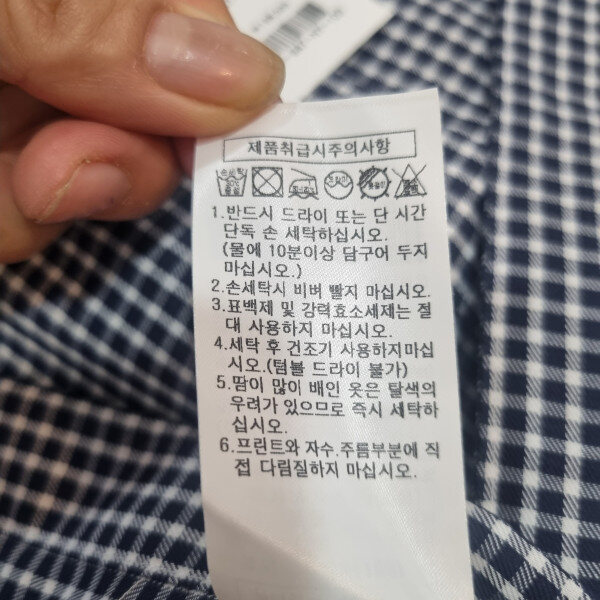 제품취급시주의사항
손세탁
드라이
1.반드시 드라이 또는 단 시간
단독 손 세탁하십시오.
(물에 10분이상 담구어 두지
마십시오.)
2.손세탁시 비벼 빨지 마십시오.
3.표백제 및 강력효소세제는 절
대 사용하지 마십시오.
4.세탁 후 건조기 사용하지마십
시오.(텀블 드라이 불가)
5.땀이 많이 배인 옷은 탈색의
우려가 있으므로 즉시 세탁하
십시오.
6.프린트와 자수.주름부분에 직
접 다림질하지 마십시오.